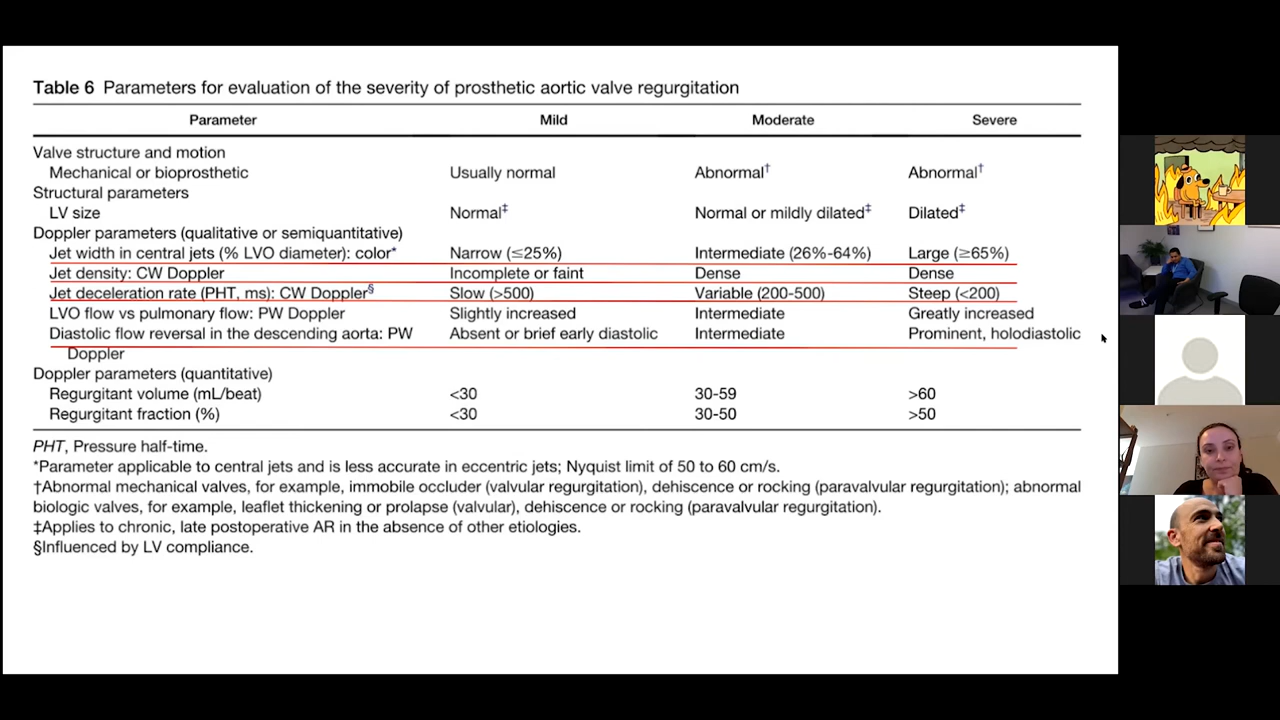 Table 6 Parameters for evaluation of the severity of prosthetic aortic valve regurgitation
Parameter Mild Moderate Severe
Valve structure and motion
Mechanical or bioprosthetic Usually normal Abnormal† Abnormal†
Structural parameters
LV size Normal‡ Normal or mildly dilated‡ Dilated‡
Doppler parameters (qualitative or semiquantitative)
Jet width in central jets (% LVO diameter): color* Narrow (≤25%) Intermediate (26%-64%) Large (≥65%)
Jet density: CW Doppler Incomplete or faint Dense Dense
Jet deceleration rate (PHT, ms): CW Doppler§ Slow (>500) Variable (200-500) Steep (<200)
LVO flow vs pulmonary flow: PW Doppler Slightly increased Intermediate Greatly increased
Diastolic flow reversal in the descending aorta: PW Absent or brief early diastolic Intermediate Prominent, holodiastolic
Doppler
Doppler parameters (quantitative)
Regurgitant volume (mL/beat) <30 30-59 >60
Regurgitant fraction (%) <30 30-50 >50
PHT, Pressure half-time.
*Parameter applicable to central jets and is less accurate in eccentric jets; Nyquist limit of 50 to 60 cm/s.
†Abnormal mechanical valves, for example, immobile occluder (valvular regurgitation), dehiscence or rocking (paravalvular regurgitation); abnormal
biologic valves, for example, leaflet thickening or prolapse (valvular), dehiscence or rocking (paravalvular regurgitation).
‡Applies to chronic, late postoperative AR in the absence of other etiologies.
§Influenced by LV compliance.